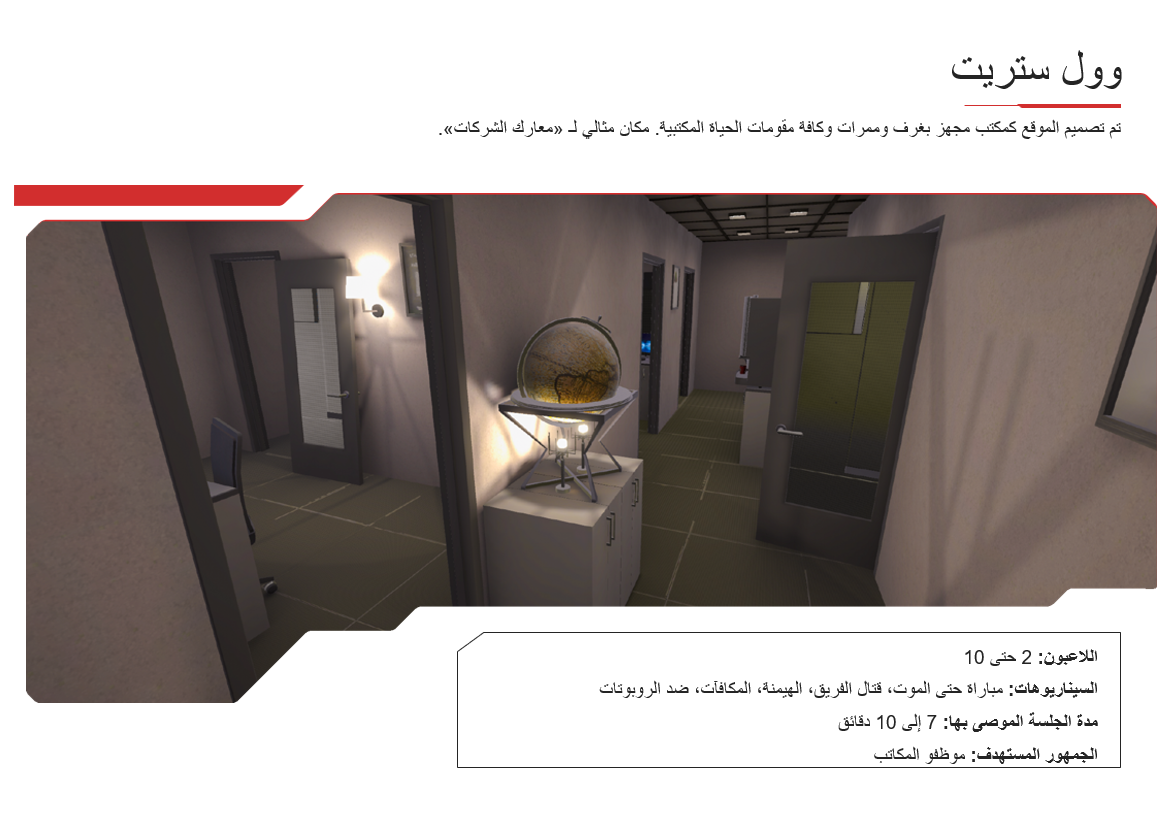 وول ستريت
تم تصميم الموقع كمكتب مجهز بغرف وممرات وكافة مقومات الحياة المكتبية. مكان مثالي لـ «معارك الشركات».
اللاعبون: 2 حتى 10
السيناريوهات: مباراة حتى الموت، قتال الفريق، الهيمنة، المكافآت، ضد الروبوتات
مدة الجلسة الموصى بها: 7 إلى 10 دقائق
الجمهور المستهدف: موظفو المكاتب